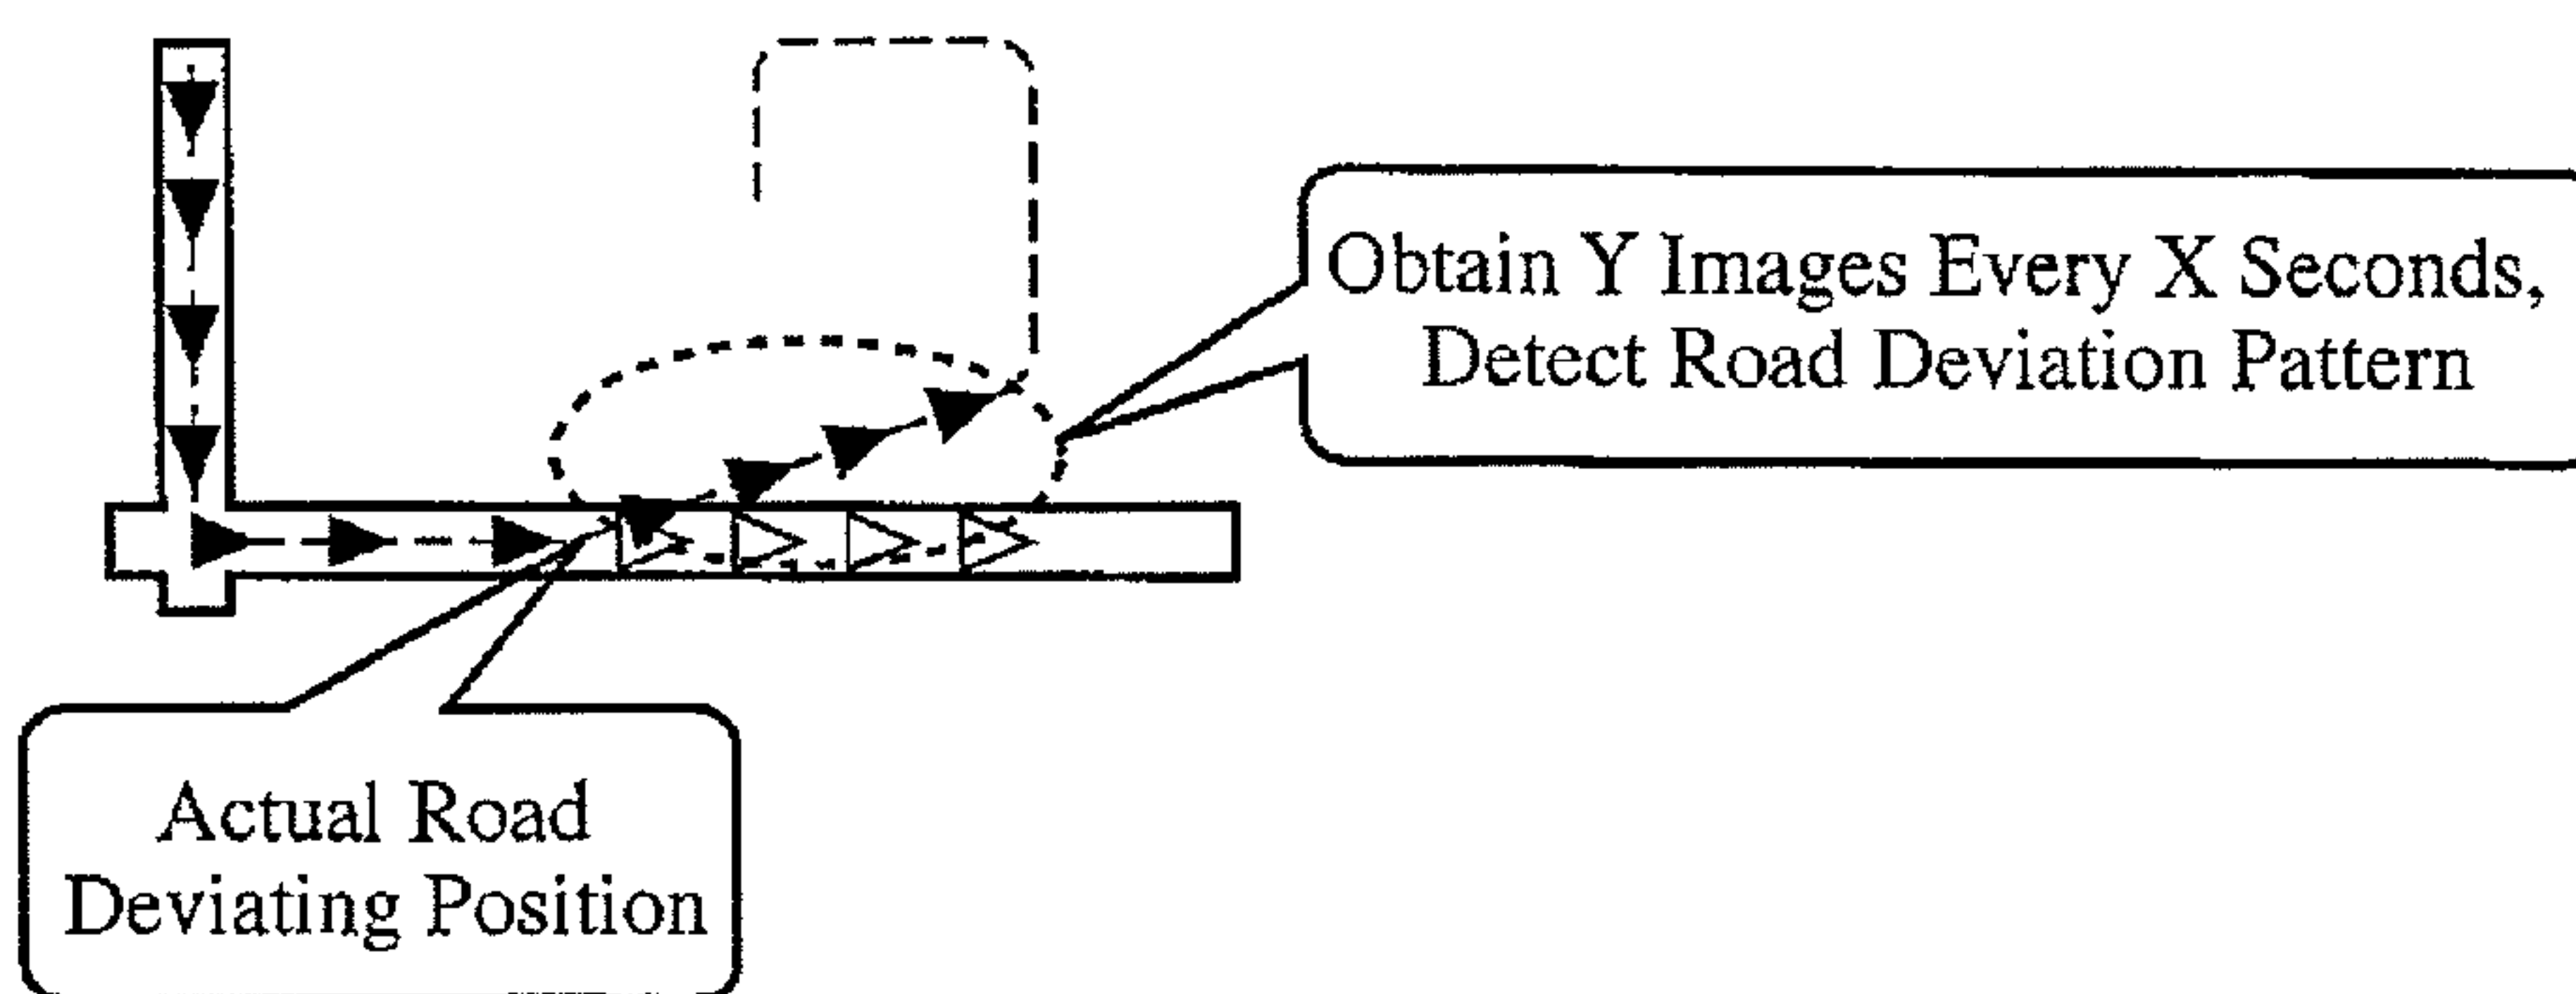 Obtain Y Images Every X Seconds,
Detect Road Deviation Pattern
Actual Road
Deviating Position